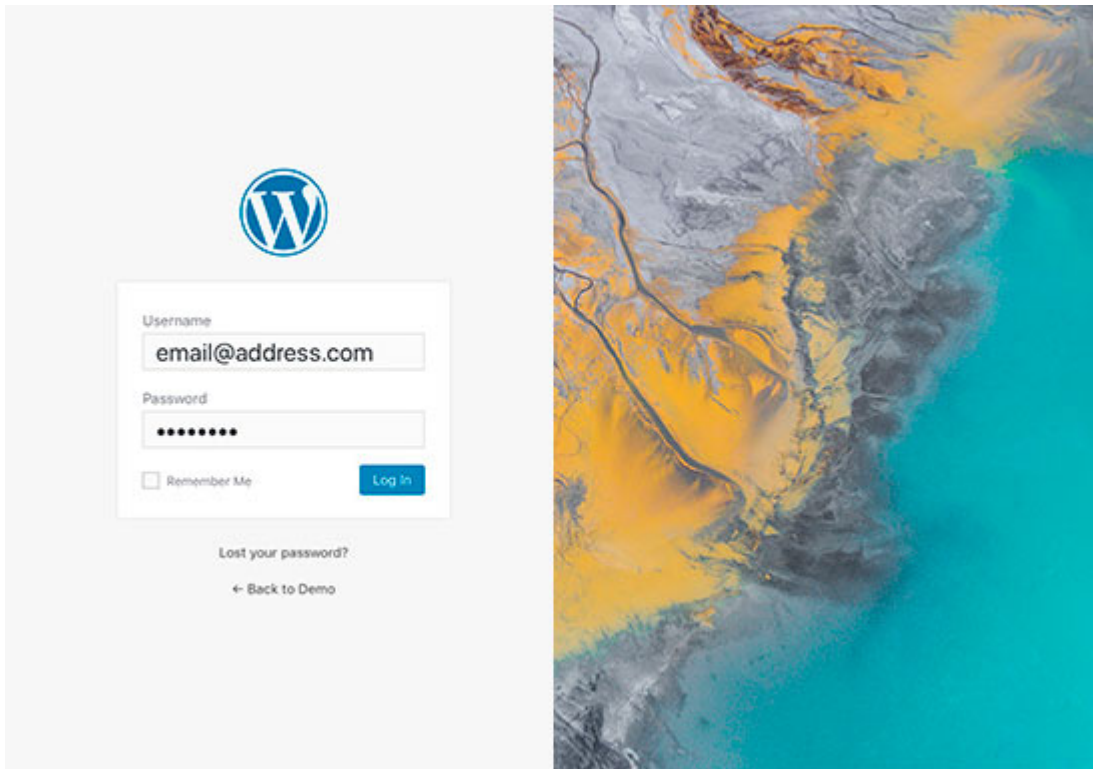 W
Username
email@address.com
Password
••••••••
Remember Me
Log In
Lost your password?
← Back to Demo